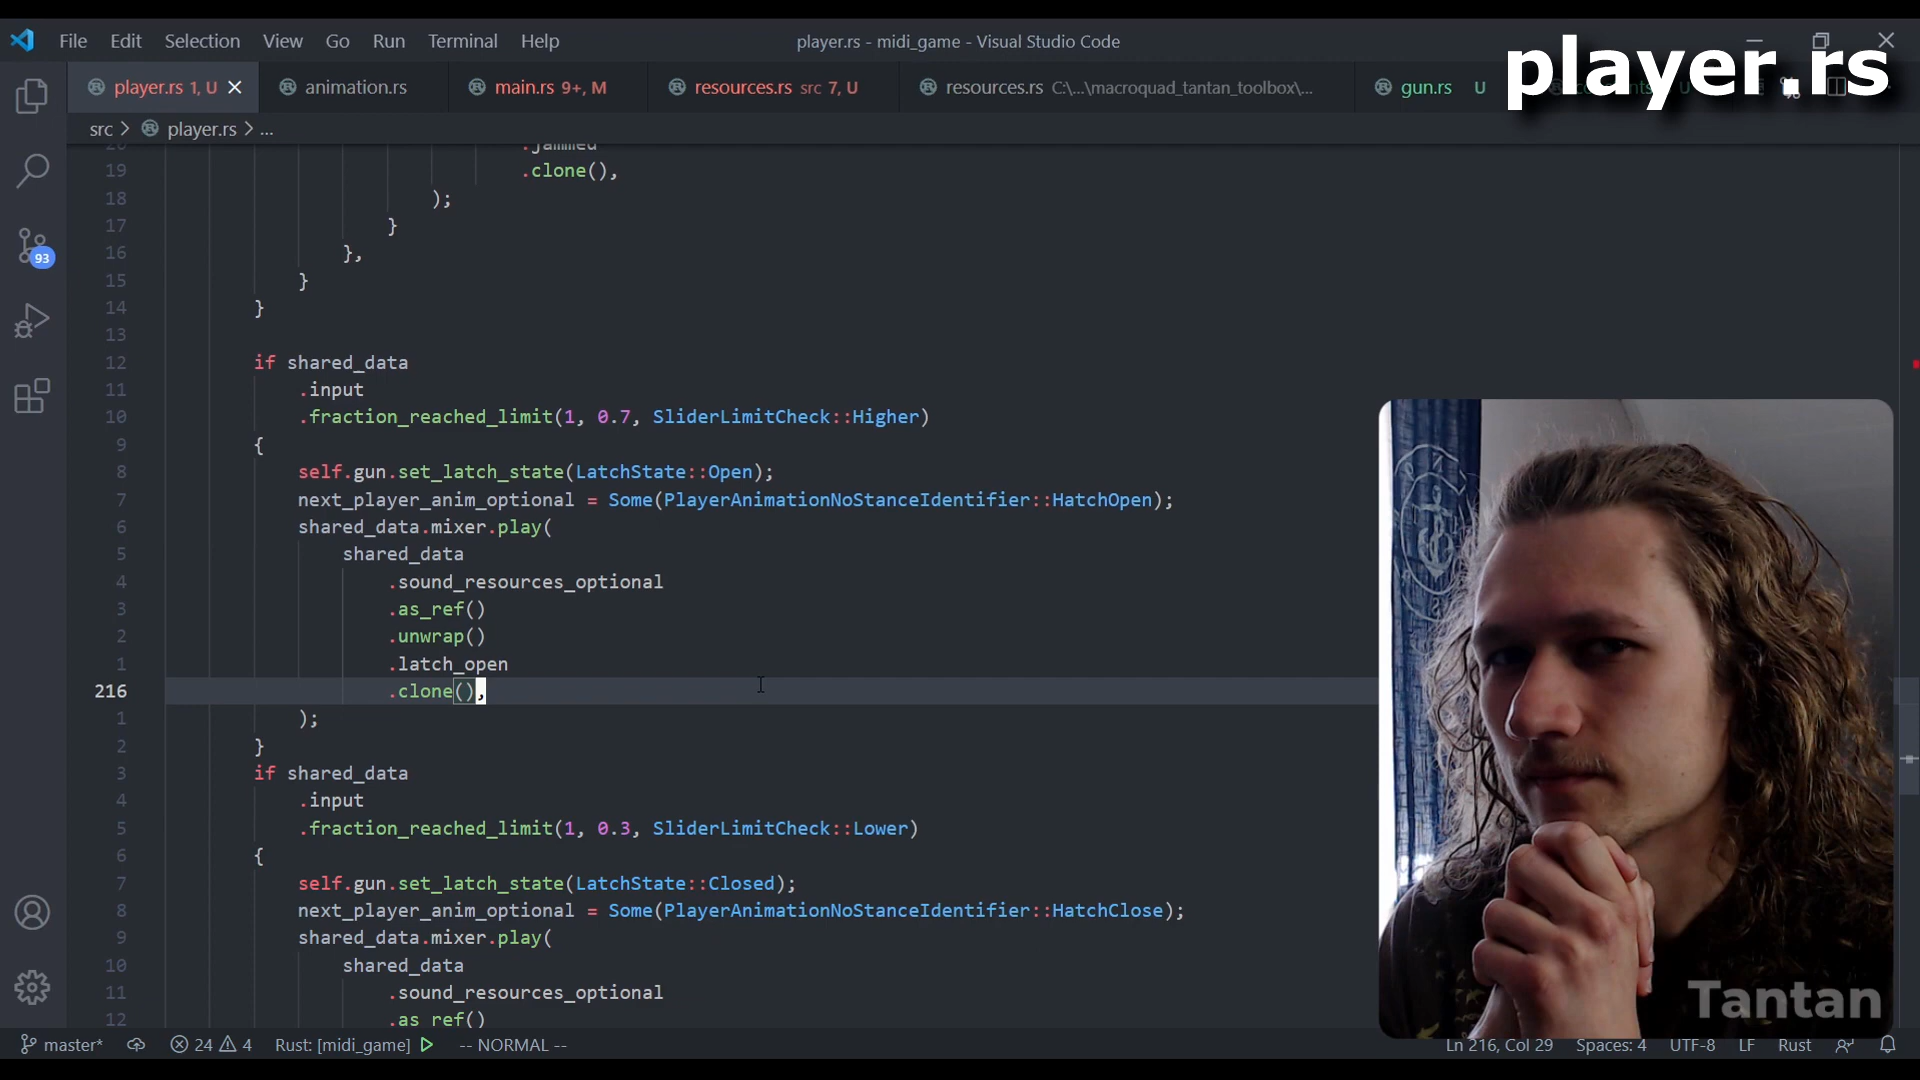 File Edit Selection View Go Run Terminal Help player.rs - midi_game - Visual Studio Code
player.rs
player.rs 1, U animation.rs main.rs 9+, M resources.rs src 7, U resources.rs C:\...\macroquad_tantan_toolbox\... gun.rs U
src > player.rs > ...
20 .jammed
19 .clone(),
18 );
17 }
16 },
15 }
14 }
13
12 if shared_data
11 .input
10 .fraction_reached_limit(1, 0.7, SliderLimitCheck::Higher)
9 {
8 self.gun.set_latch_state(LatchState::Open);
7 next_player_anim_optional = Some(PlayerAnimationNoStanceIdentifier::HatchOpen);
6 shared_data.mixer.play(
5 shared_data
4 .sound_resources_optional
3 .as_ref()
2 .unwrap()
1 .latch_open
216 .clone(),
1 );
2 }
3 if shared_data
4 .input
5 .fraction_reached_limit(1, 0.3, SliderLimitCheck::Lower)
6 {
7 self.gun.set_latch_state(LatchState::Closed);
8 next_player_anim_optional = Some(PlayerAnimationNoStanceIdentifier::HatchClose);
9 shared_data.mixer.play(
10 shared_data
11 .sound_resources_optional
12 .as_ref()
93
Tantan
master* 24 4 Rust: [midi_game] -- NORMAL -- Ln 216, Col 29 Spaces: 4 UTF-8 LF Rust